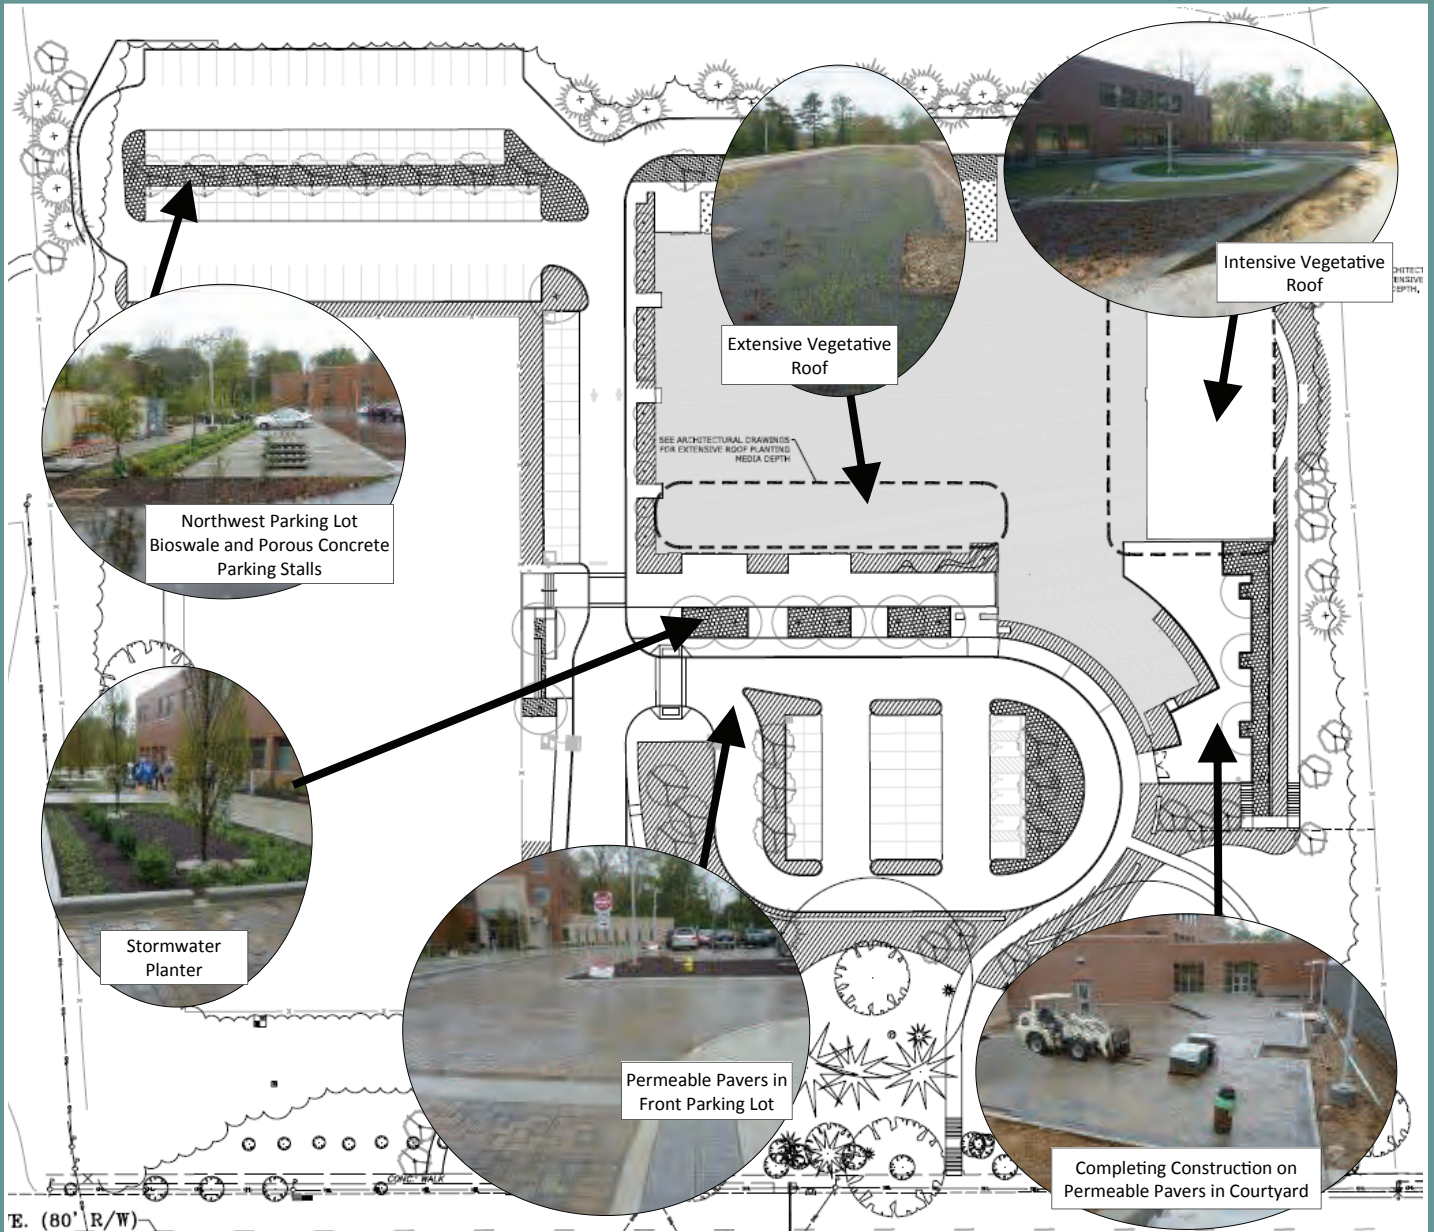 Intensive Vegetative
Roof
Extensive Vegetative
Roof
SEE ARCHITECTURAL DRAWINGS
FOR EXTENSIVE ROOF PLANTING
MEDIA DEPTH
Northwest Parking Lot
Bioswale and Porous Concrete
Parking Stalls
Stormwater
Planter
Permeable Pavers in
Front Parking Lot
Completing Construction on
Permeable Pavers in Courtyard
CONC. WALK
'E. (80' R/W)